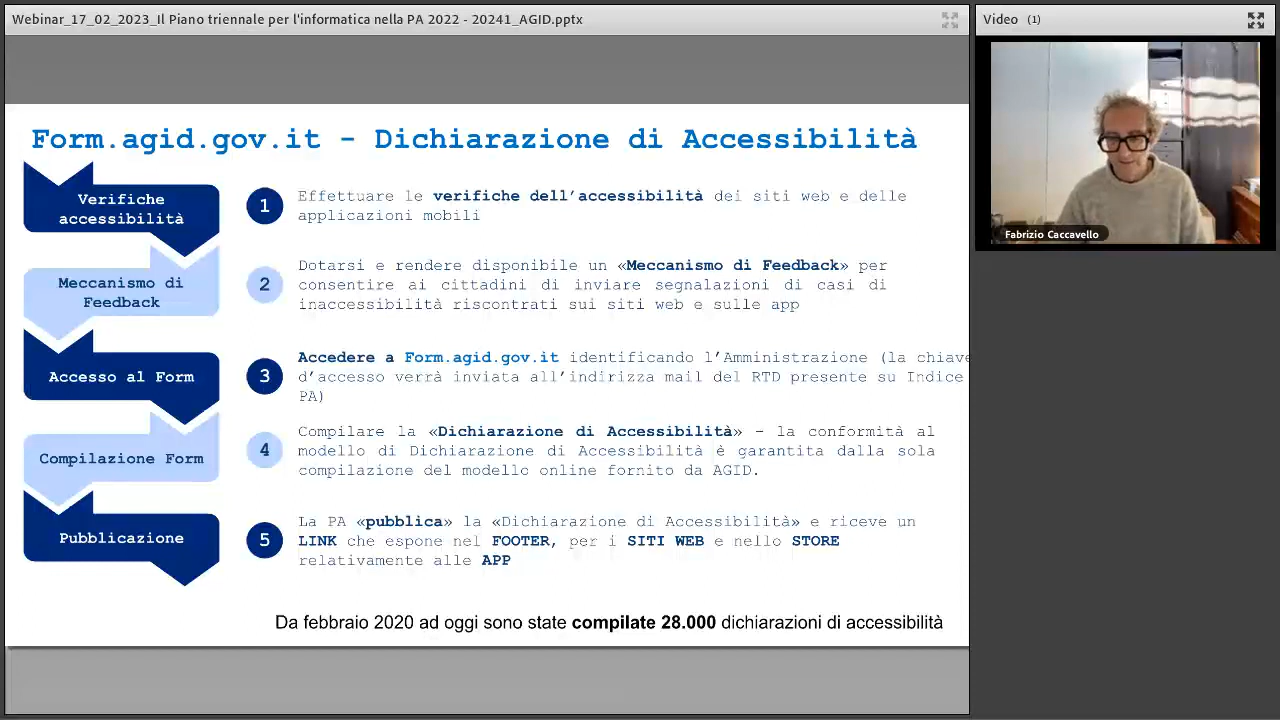 Webinar_17_02_2023_Il Piano triennale per l'informatica nella PA 2022 - 20241_AGID.pptx
Video (1)
Fabrizio Caccavello
Form.agid.gov.it - Dichiarazione di Accessibilità
Verifiche
accessibilità
1
Effettuare le verifiche dell’accessibilità dei siti web e delle
applicazioni mobili
Meccanismo di
Feedback
2
Dotarsi e rendere disponibile un «Meccanismo di Feedback» per
consentire ai cittadini di inviare segnalazioni di casi di
inaccessibilità riscontrati sui siti web e sulle app
Accesso al Form
3
Accedere a Form.agid.gov.it identificando l’Amministrazione (la chiave
d’accesso verrà inviata all’indirizza mail del RTD presente su Indice
PA)
Compilazione Form
4
Compilare la «Dichiarazione di Accessibilità» – la conformità al
modello di Dichiarazione di Accessibilità è garantita dalla sola
compilazione del modello online fornito da AGID.
Pubblicazione
5
La PA «pubblica» la «Dichiarazione di Accessibilità» e riceve un
LINK che espone nel FOOTER, per i SITI WEB e nello STORE
relativamente alle APP
Da febbraio 2020 ad oggi sono state compilate 28.000 dichiarazioni di accessibilità